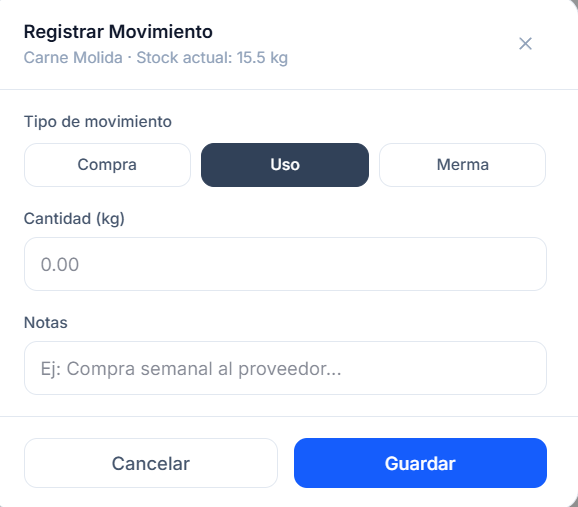 Registrar Movimiento
Carne Molida · Stock actual: 15.5 kg
Tipo de movimiento
Compra Uso Merma
Cantidad (kg)
0.00
Notas
Ej: Compra semanal al proveedor...
Cancelar Guardar